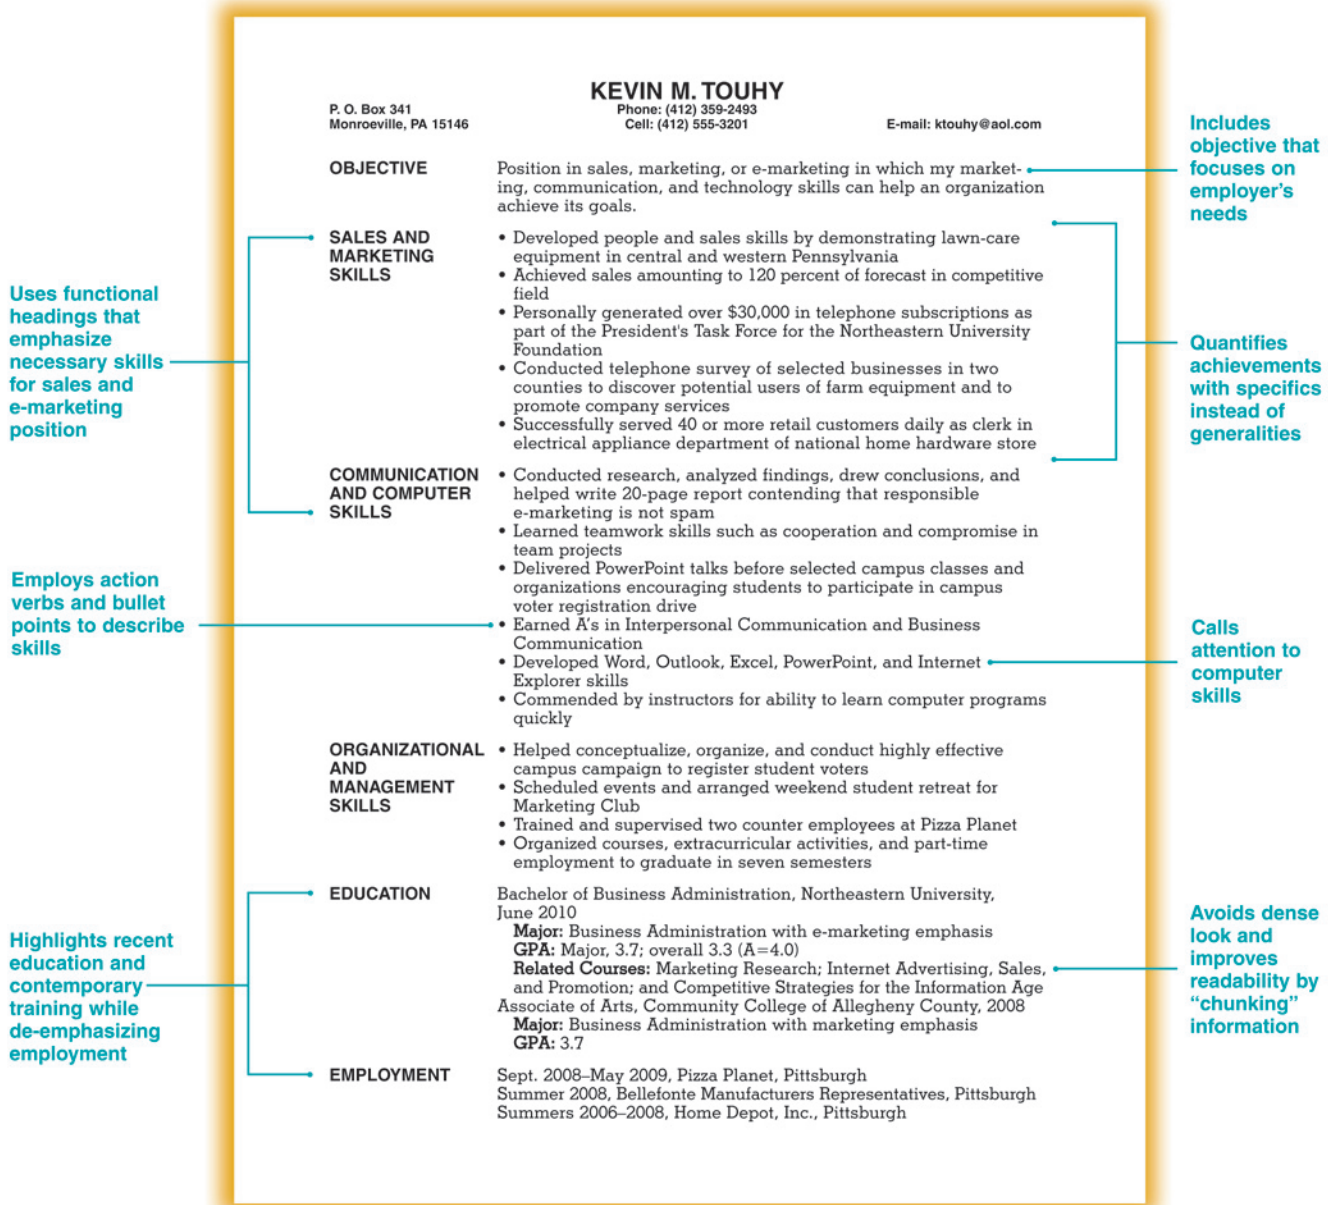 KEVIN M. TOUHY
P. O. Box 341
Monroeville, PA 15146
Phone: (412) 359-2493
Cell: (412) 555-3201
E-mail: ktouhy@aol.com
OBJECTIVE
Position in sales, marketing, or e-marketing in which my market-
ing, communication, and technology skills can help an organization
achieve its goals.
SALES AND
MARKETING
SKILLS
• Developed people and sales skills by demonstrating lawn-care
equipment in central and western Pennsylvania
• Achieved sales amounting to 120 percent of forecast in competitive
field
• Personally generated over $30,000 in telephone subscriptions as
part of the President's Task Force for the Northeastern University
Foundation
• Conducted telephone survey of selected businesses in two
counties to discover potential users of farm equipment and to
promote company services
• Successfully served 40 or more retail customers daily as clerk in
electrical appliance department of national home hardware store
COMMUNICATION
AND COMPUTER
SKILLS
• Conducted research, analyzed findings, drew conclusions, and
helped write 20-page report contending that responsible
e-marketing is not spam
• Learned teamwork skills such as cooperation and compromise in
team projects
• Delivered PowerPoint talks before selected campus classes and
organizations encouraging students to participate in campus
voter registration drive
• Earned A's in Interpersonal Communication and Business
Communication
• Developed Word, Outlook, Excel, PowerPoint, and Internet
Explorer skills
• Commended by instructors for ability to learn computer programs
quickly
ORGANIZATIONAL
AND
MANAGEMENT
SKILLS
• Helped conceptualize, organize, and conduct highly effective
campus campaign to register student voters
• Scheduled events and arranged weekend student retreat for
Marketing Club
• Trained and supervised two counter employees at Pizza Planet
• Organized courses, extracurricular activities, and part-time
employment to graduate in seven semesters
EDUCATION
Bachelor of Business Administration, Northeastern University,
June 2010
Major: Business Administration with e-marketing emphasis
GPA: Major, 3.7; overall 3.3 (A=4.0)
Related Courses: Marketing Research; Internet Advertising, Sales,
and Promotion; and Competitive Strategies for the Information Age
Associate of Arts, Community College of Allegheny County, 2008
Major: Business Administration with marketing emphasis
GPA: 3.7
EMPLOYMENT
Sept. 2008–May 2009, Pizza Planet, Pittsburgh
Summer 2008, Bellefonte Manufacturers Representatives, Pittsburgh
Summers 2006–2008, Home Depot, Inc., Pittsburgh
Uses functional
headings that
emphasize
necessary skills
for sales and
e-marketing
position
Employs action
verbs and bullet
points to describe
skills
Highlights recent
education and
contemporary
training while
de-emphasizing
employment
Includes
objective that
focuses on
employer's
needs
Quantifies
achievements
with specifics
instead of
generalities
Calls
attention to
computer
skills
Avoids dense
look and
improves
readability by
“chunking”
information